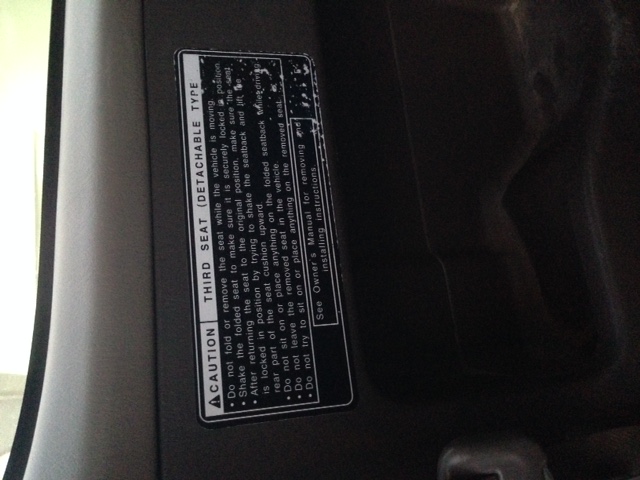 CAUTION THIRD SEAT (DETACHABLE TYPE)
• Do not fold or remove the seat while the vehicle is moving.
• Shake the folded seat to make sure it is securely locked in position.
• After returning the seat to the original position, make sure the seat
is locked in position by trying to shake the seatback and lift the
rear part of the seat cushion upward.
• Do not sit on or place anything on the folded seatback while driving.
• Do not leave the removed seat in the vehicle.
• Do not try to sit on or place anything on the removed seat.
See Owner's Manual for removing and
installing instructions.